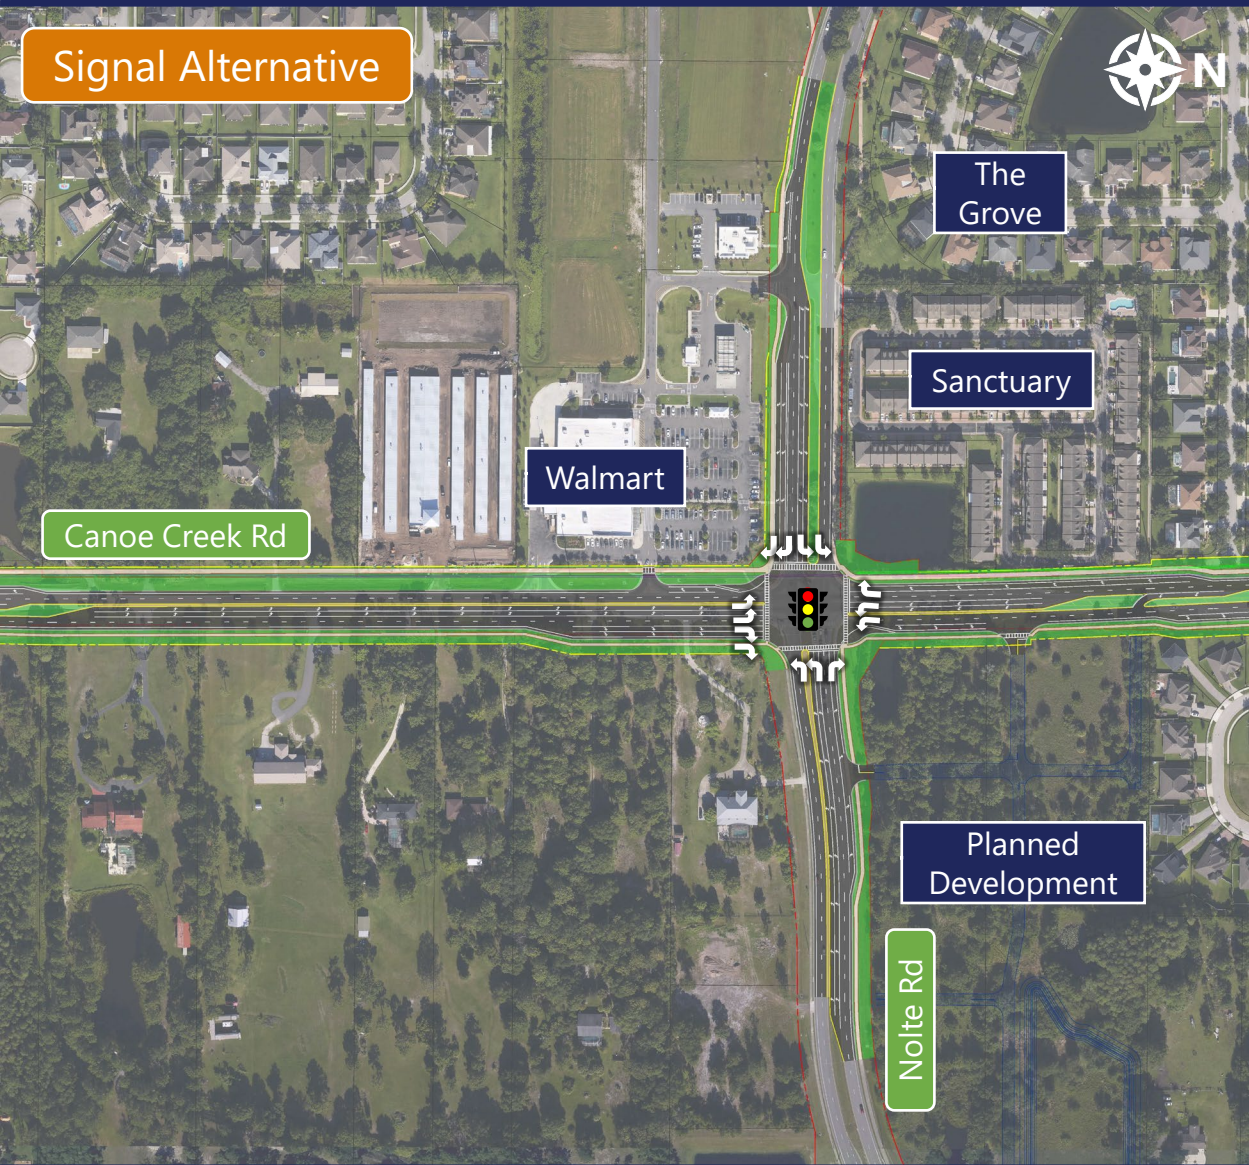 Signal Alternative
N
The
Grove
Sanctuary
Walmart
Canoe Creek Rd
Planned
Development
Nolte Rd